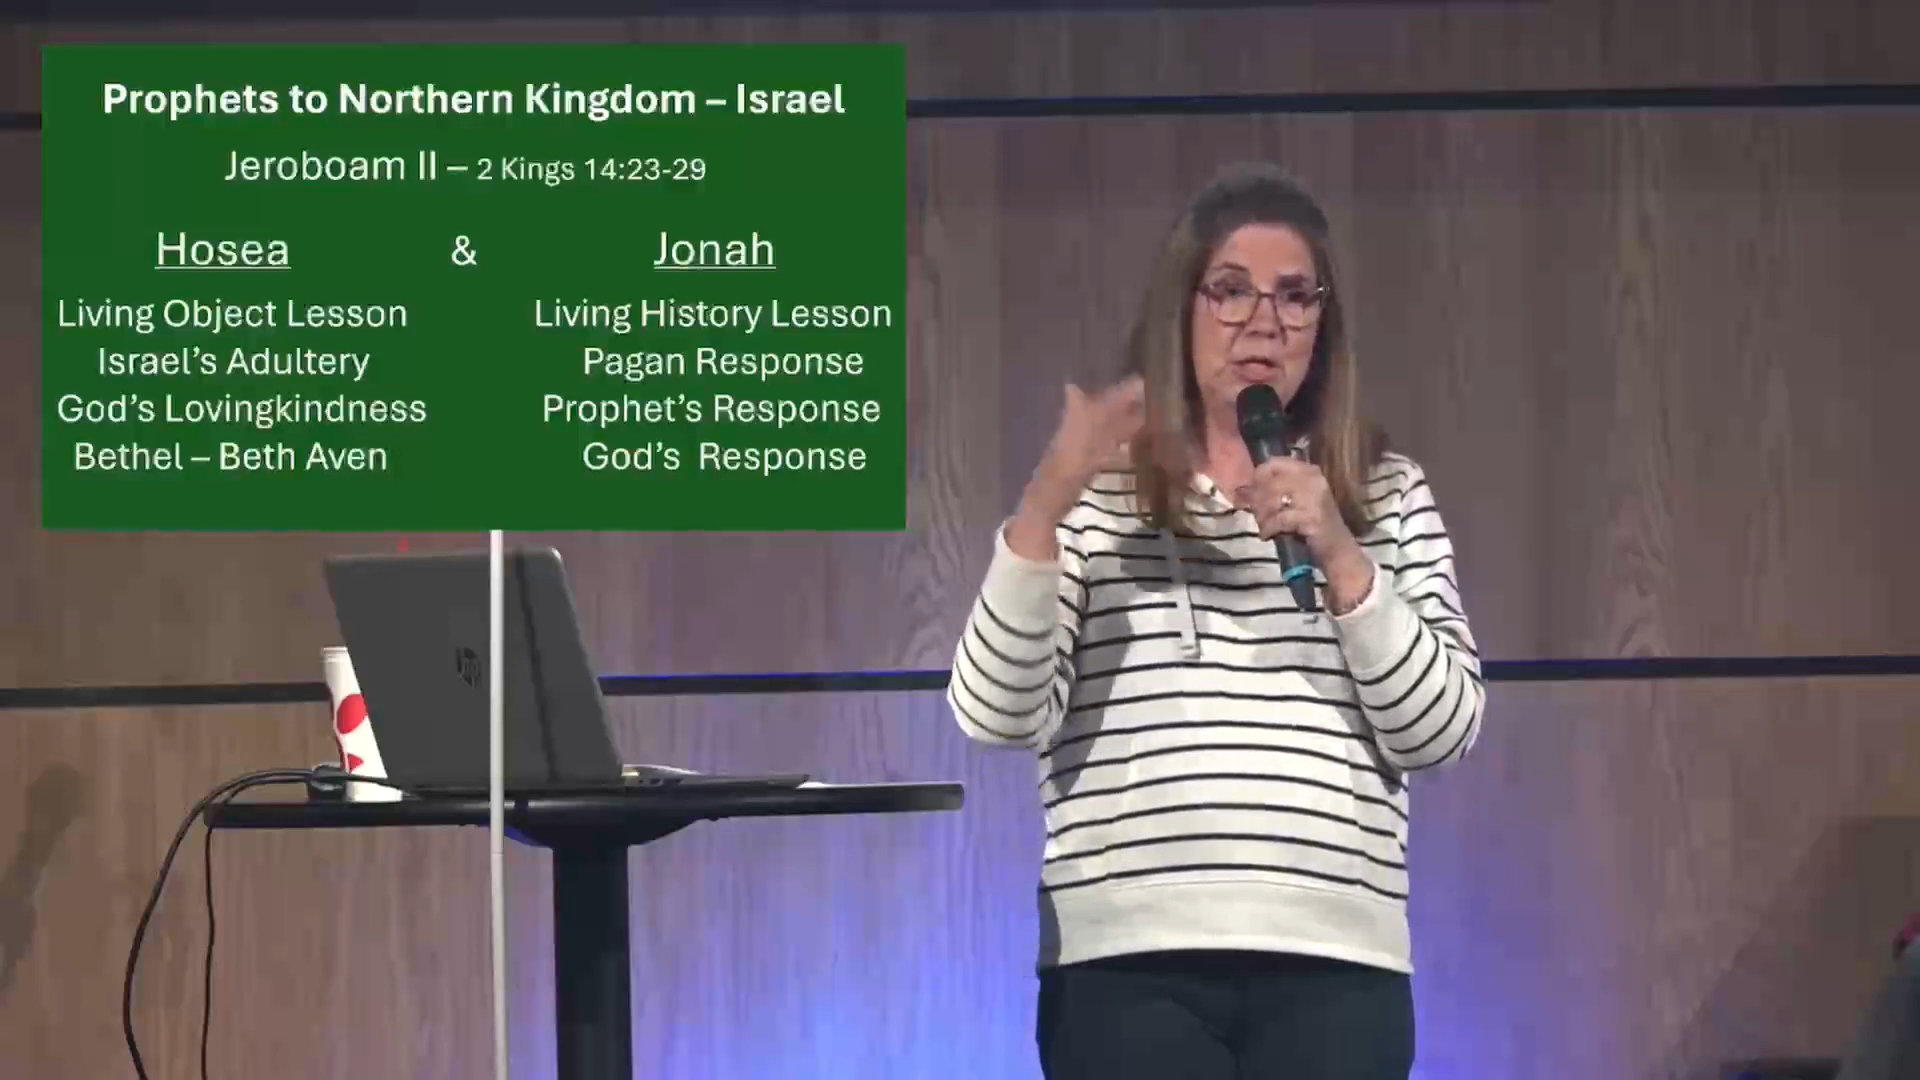 Prophets to Northern Kingdom – Israel
Jeroboam II – 2 Kings 14:23-29
Hosea & Jonah
Living Object Lesson Living History Lesson
Israel’s Adultery Pagan Response
God’s Lovingkindness Prophet’s Response
Bethel – Beth Aven God’s Response
hp